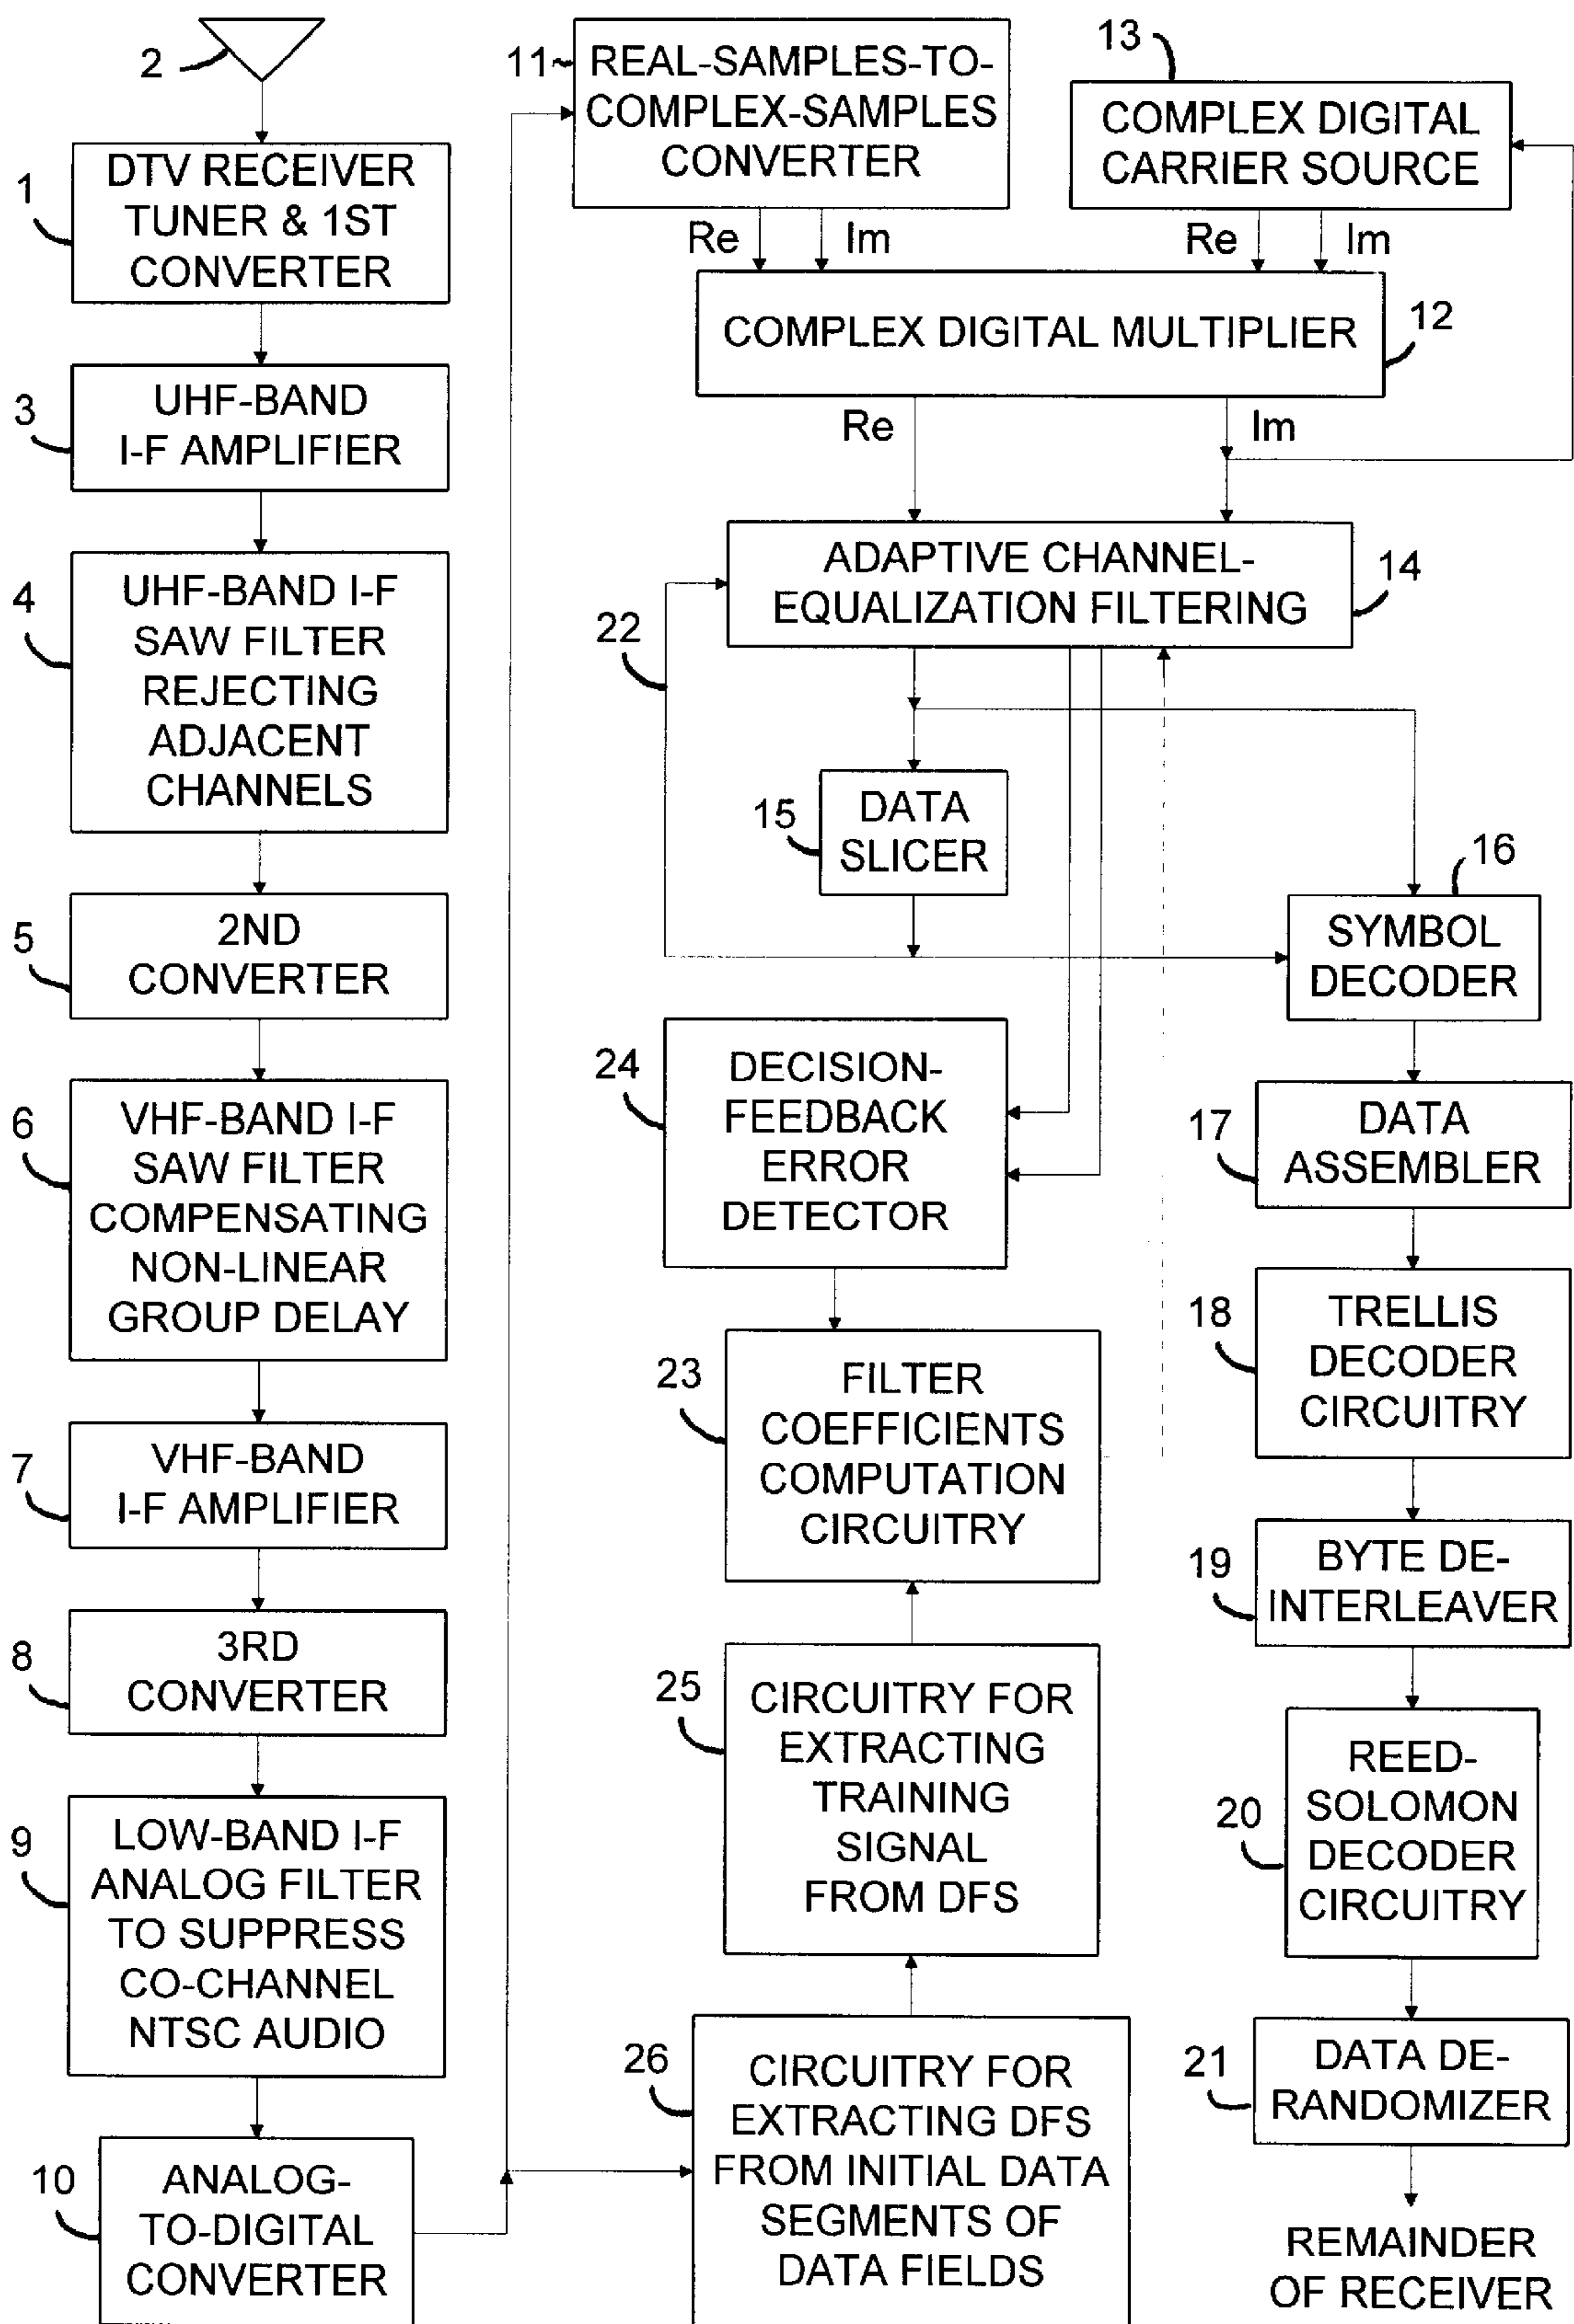 2
1
DTV RECEIVER
TUNER & 1ST
CONVERTER
3
UHF-BAND
I-F AMPLIFIER
4
UHF-BAND I-F
SAW FILTER
REJECTING
ADJACENT
CHANNELS
5
2ND
CONVERTER
6
VHF-BAND I-F
SAW FILTER
COMPENSATING
NON-LINEAR
GROUP DELAY
7
VHF-BAND
I-F AMPLIFIER
8
3RD
CONVERTER
9
LOW-BAND I-F
ANALOG FILTER
TO SUPPRESS
CO-CHANNEL
NTSC AUDIO
10
ANALOG-
TO-DIGITAL
CONVERTER
11
REAL-SAMPLES-TO-
COMPLEX-SAMPLES
CONVERTER
13
COMPLEX DIGITAL
CARRIER SOURCE
Re
Im
Re
Im
COMPLEX DIGITAL MULTIPLIER
12
Re
Im
ADAPTIVE CHANNEL-
EQUALIZATION FILTERING
14
22
15
DATA
SLICER
16
SYMBOL
DECODER
24
DECISION-
FEEDBACK
ERROR
DETECTOR
17
DATA
ASSEMBLER
23
FILTER
COEFFICIENTS
COMPUTATION
CIRCUITRY
18
TRELLIS
DECODER
CIRCUITRY
19
BYTE DE-
INTERLEAVER
25
CIRCUITRY FOR
EXTRACTING
TRAINING
SIGNAL
FROM DFS
20
REED-
SOLOMON
DECODER
CIRCUITRY
26
CIRCUITRY FOR
EXTRACTING DFS
FROM INITIAL DATA
SEGMENTS OF
DATA FIELDS
21
DATA DE-
RANDOMIZER
REMAINDER
OF RECEIVER